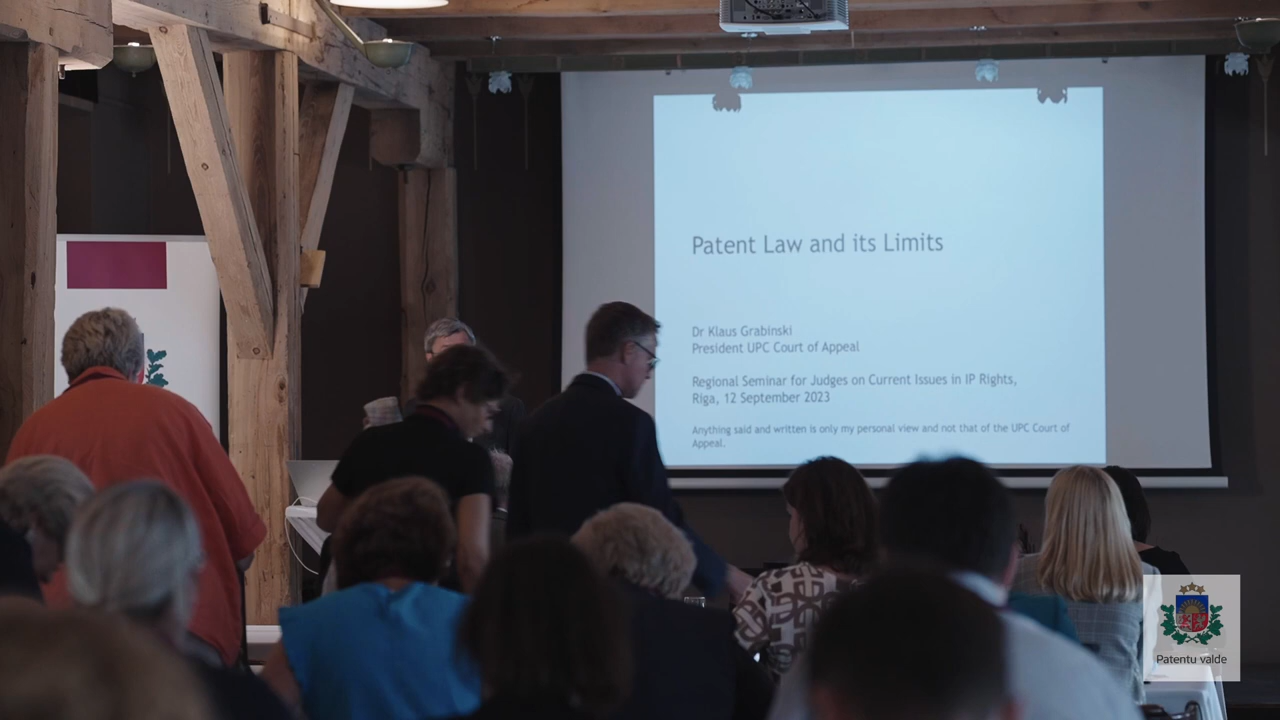 Patent Law and its Limits
Dr Klaus Grabinski
President UPC Court of Appeal
Regional Seminar for Judges on Current Issues in IP Rights,
Riga, 12 September 2023
Anything said and written is only my personal view and not that of the UPC Court of
Appeal.
Patentu valde